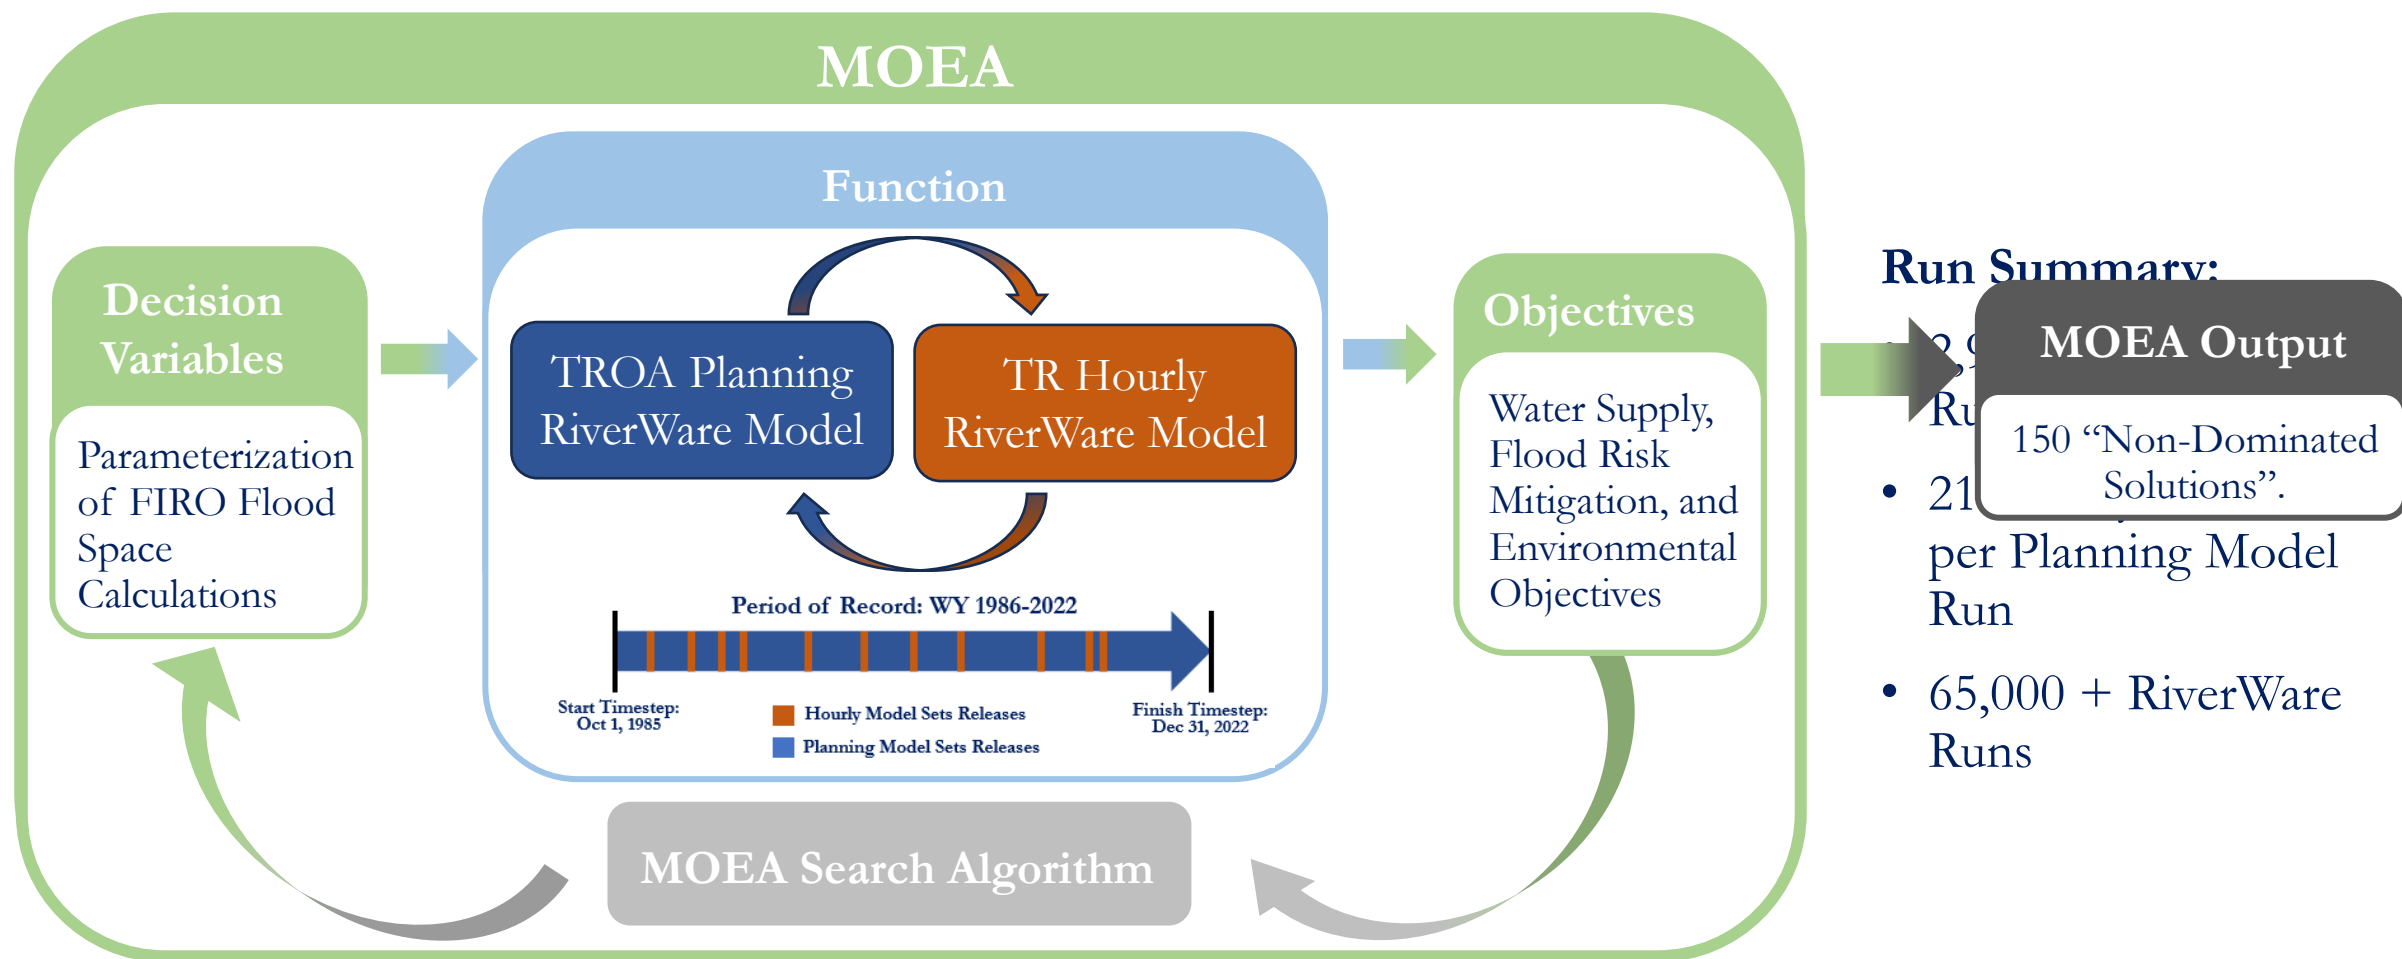 MOEA
Function
Decision
Variables
Parameterization
of FIRO Flood
Space
Calculations
TROA Planning
RiverWare Model
TR Hourly
RiverWare Model
Period of Record: WY 1986-2022
Start Timestep:
Oct 1, 1985
Finish Timestep:
Dec 31, 2022
Hourly Model Sets Releases
Planning Model Sets Releases
Objectives
Water Supply,
Flood Risk
Mitigation, and
Environmental
Objectives
MOEA Search Algorithm
Run Summary:
MOEA Output
150 “Non-Dominated
Solutions”.
• 21
per Planning Model
Run
• 65,000 + RiverWare
Runs